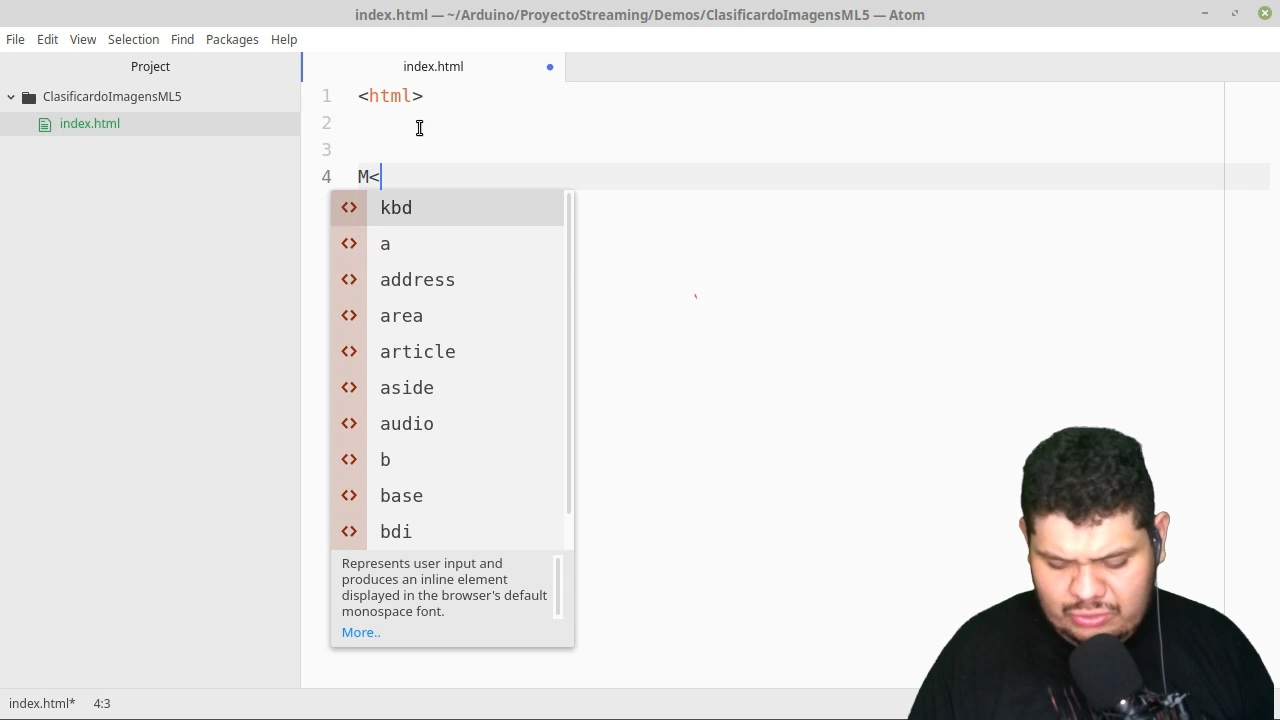 index.html — ~/Arduino/ProyectoStreaming/Demos/ClasificardoImagensML5 — Atom
File Edit View Selection Find Packages Help
Project
index.html
ClasificardoImagensML5
index.html
1 <html>
2
3
4 M<
kbd
a
address
area
article
aside
audio
b
base
bdi
Represents user input and
produces an inline element
displayed in the browser's default
monospace font.
More..
index.html* 4:3